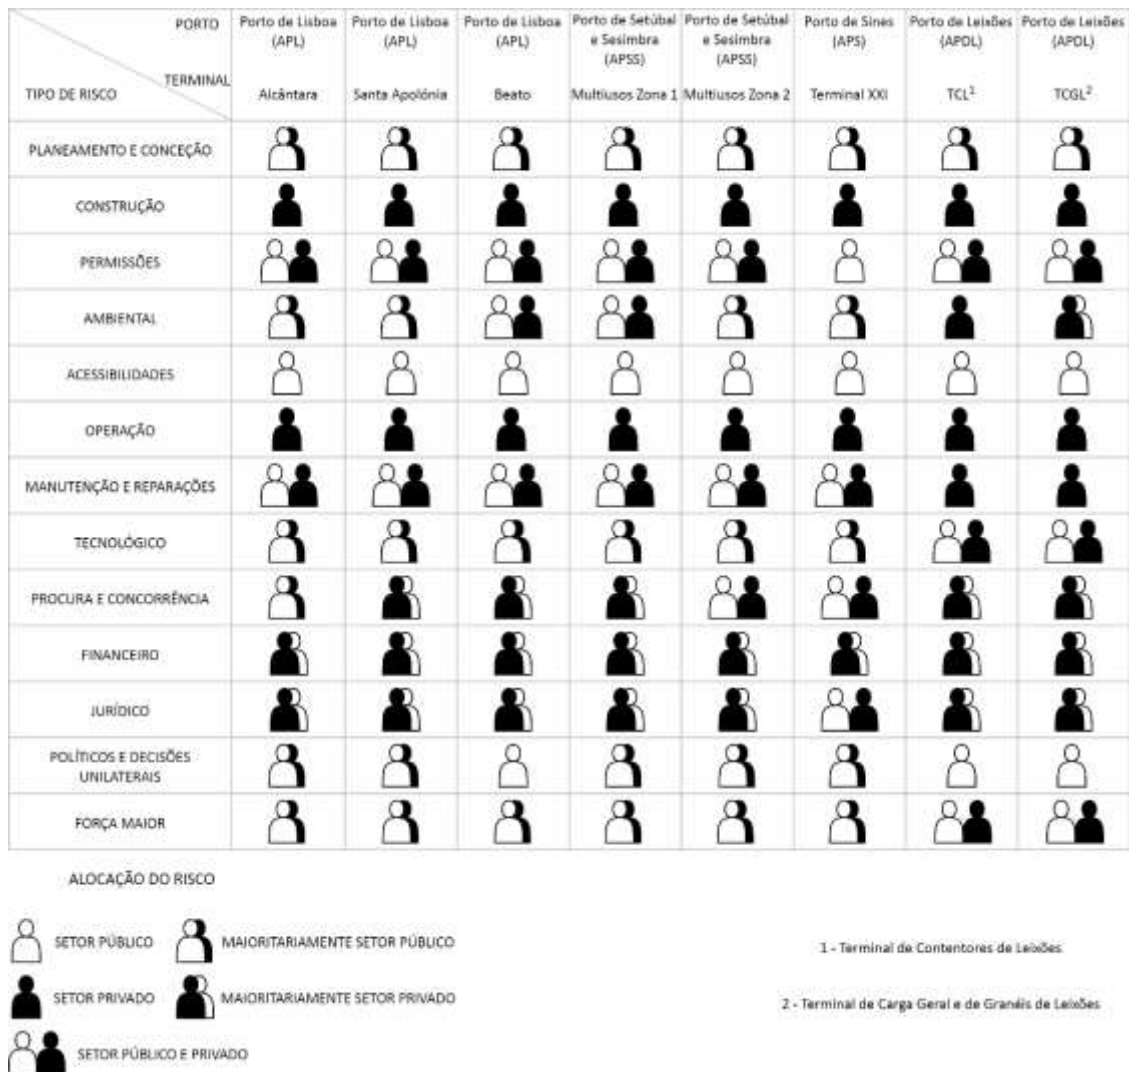 PORTO
TERMINAL
TIPO DE RISCO
Porto de Lisboa
(APL)
Alcântara
Porto de Lisboa
(APL)
Santa Apolónia
Porto de Lisboa
(APL)
Beato
Porto de Setúbal
e Sesimbra
(APSS)
Multiusos Zona 1
Porto de Setúbal
e Sesimbra
(APSS)
Multiusos Zona 2
Porto de Sines
(APS)
Terminal XXI
Porto de Leixões
(APDL)
TCL1
Porto de Leixões
(APDL)
TCGL2
PLANEAMENTO E CONCEÇÃO
CONSTRUÇÃO
PERMISSÕES
AMBIENTAL
ACESSIBILIDADES
OPERAÇÃO
MANUTENÇÃO E REPARAÇÕES
TECNOLÓGICO
PROCURA E CONCORRÊNCIA
FINANCEIRO
JURÍDICO
POLÍTICOS E DECISÕES
UNILATERAIS
FORÇA MAIOR
ALOCAÇÃO DO RISCO
SETOR PÚBLICO
MAIORITARIAMENTE SETOR PÚBLICO
SETOR PRIVADO
MAIORITARIAMENTE SETOR PRIVADO
SETOR PÚBLICO E PRIVADO
1 - Terminal de Contentores de Leixões
2 - Terminal de Carga Geral e de Granéis de Leixões